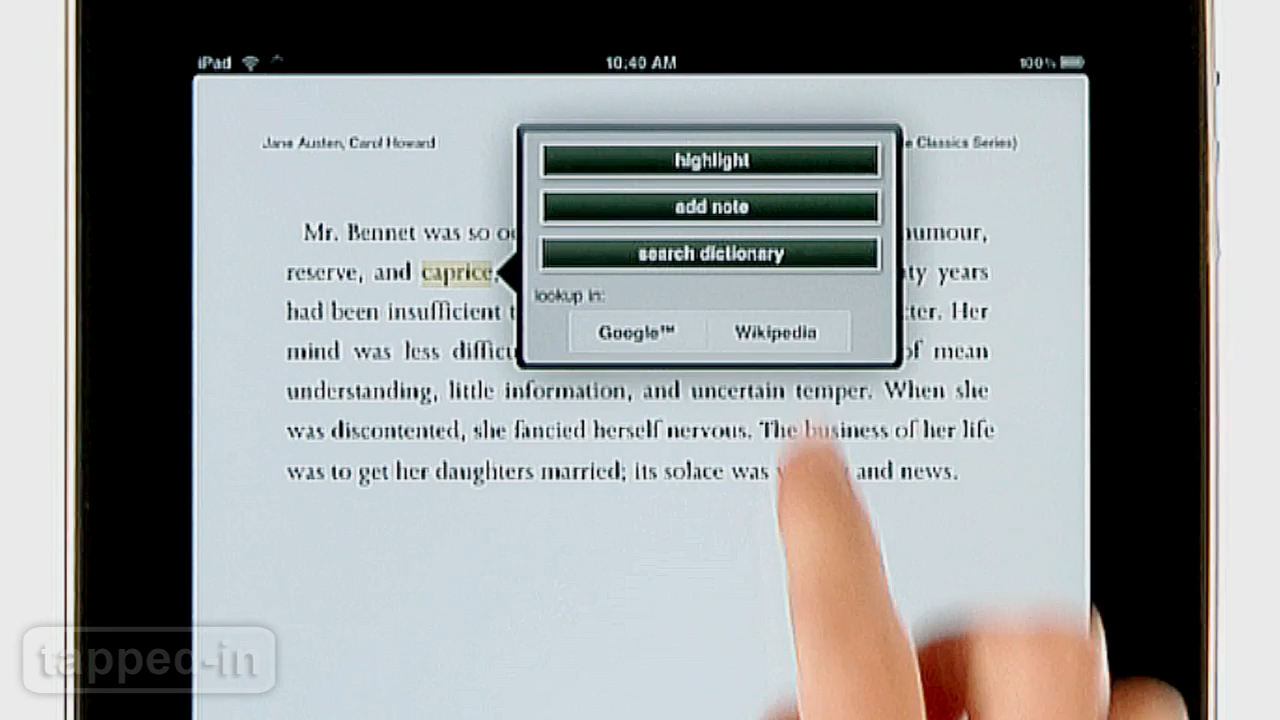 iPad 10:40 AM 100%
Jane Austen, Carol Howard e Classics Series)
highlight
add note
search dictionary
lookup in:
Google™ Wikipedia
Mr. Bennet was so humour,
reserve, and caprice, years
had been insufficient Her
mind was less of mean
understanding, little information, and uncertain temper. When she
was discontented, she fancied herself nervous. The business of her life
was to get her daughters married; its solace was and news.
tapped-in